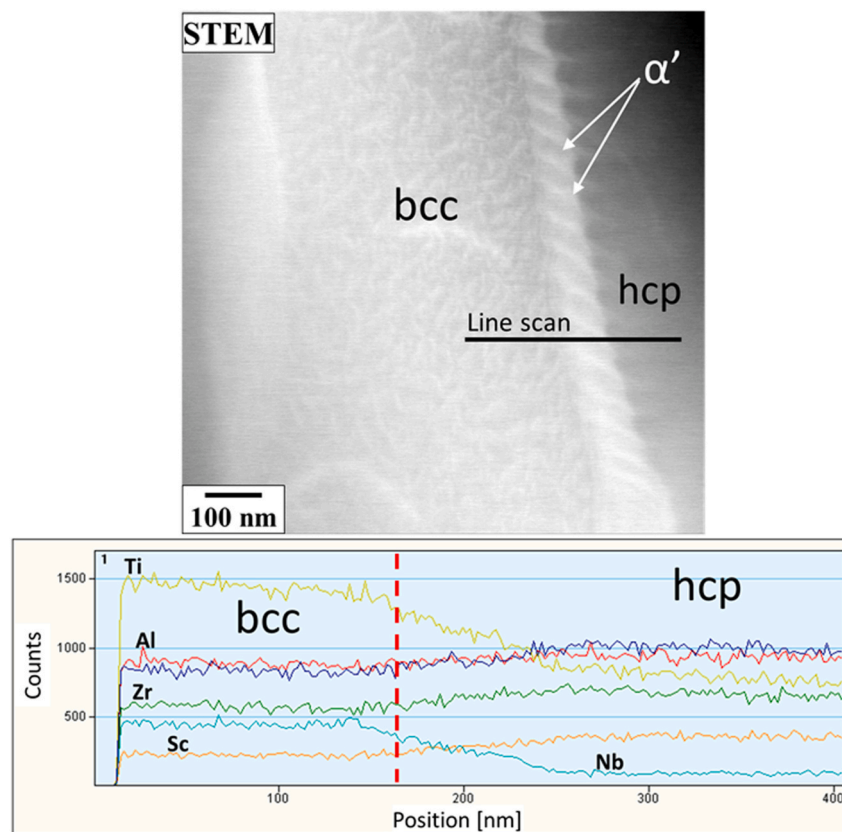 STEM
α’
bcc
hcp
Line scan
100 nm
1
Ti
1500
bcc
hcp
Al
1000
Counts
Zr
500
Sc
Nb
100
200
300
400
Position [nm]